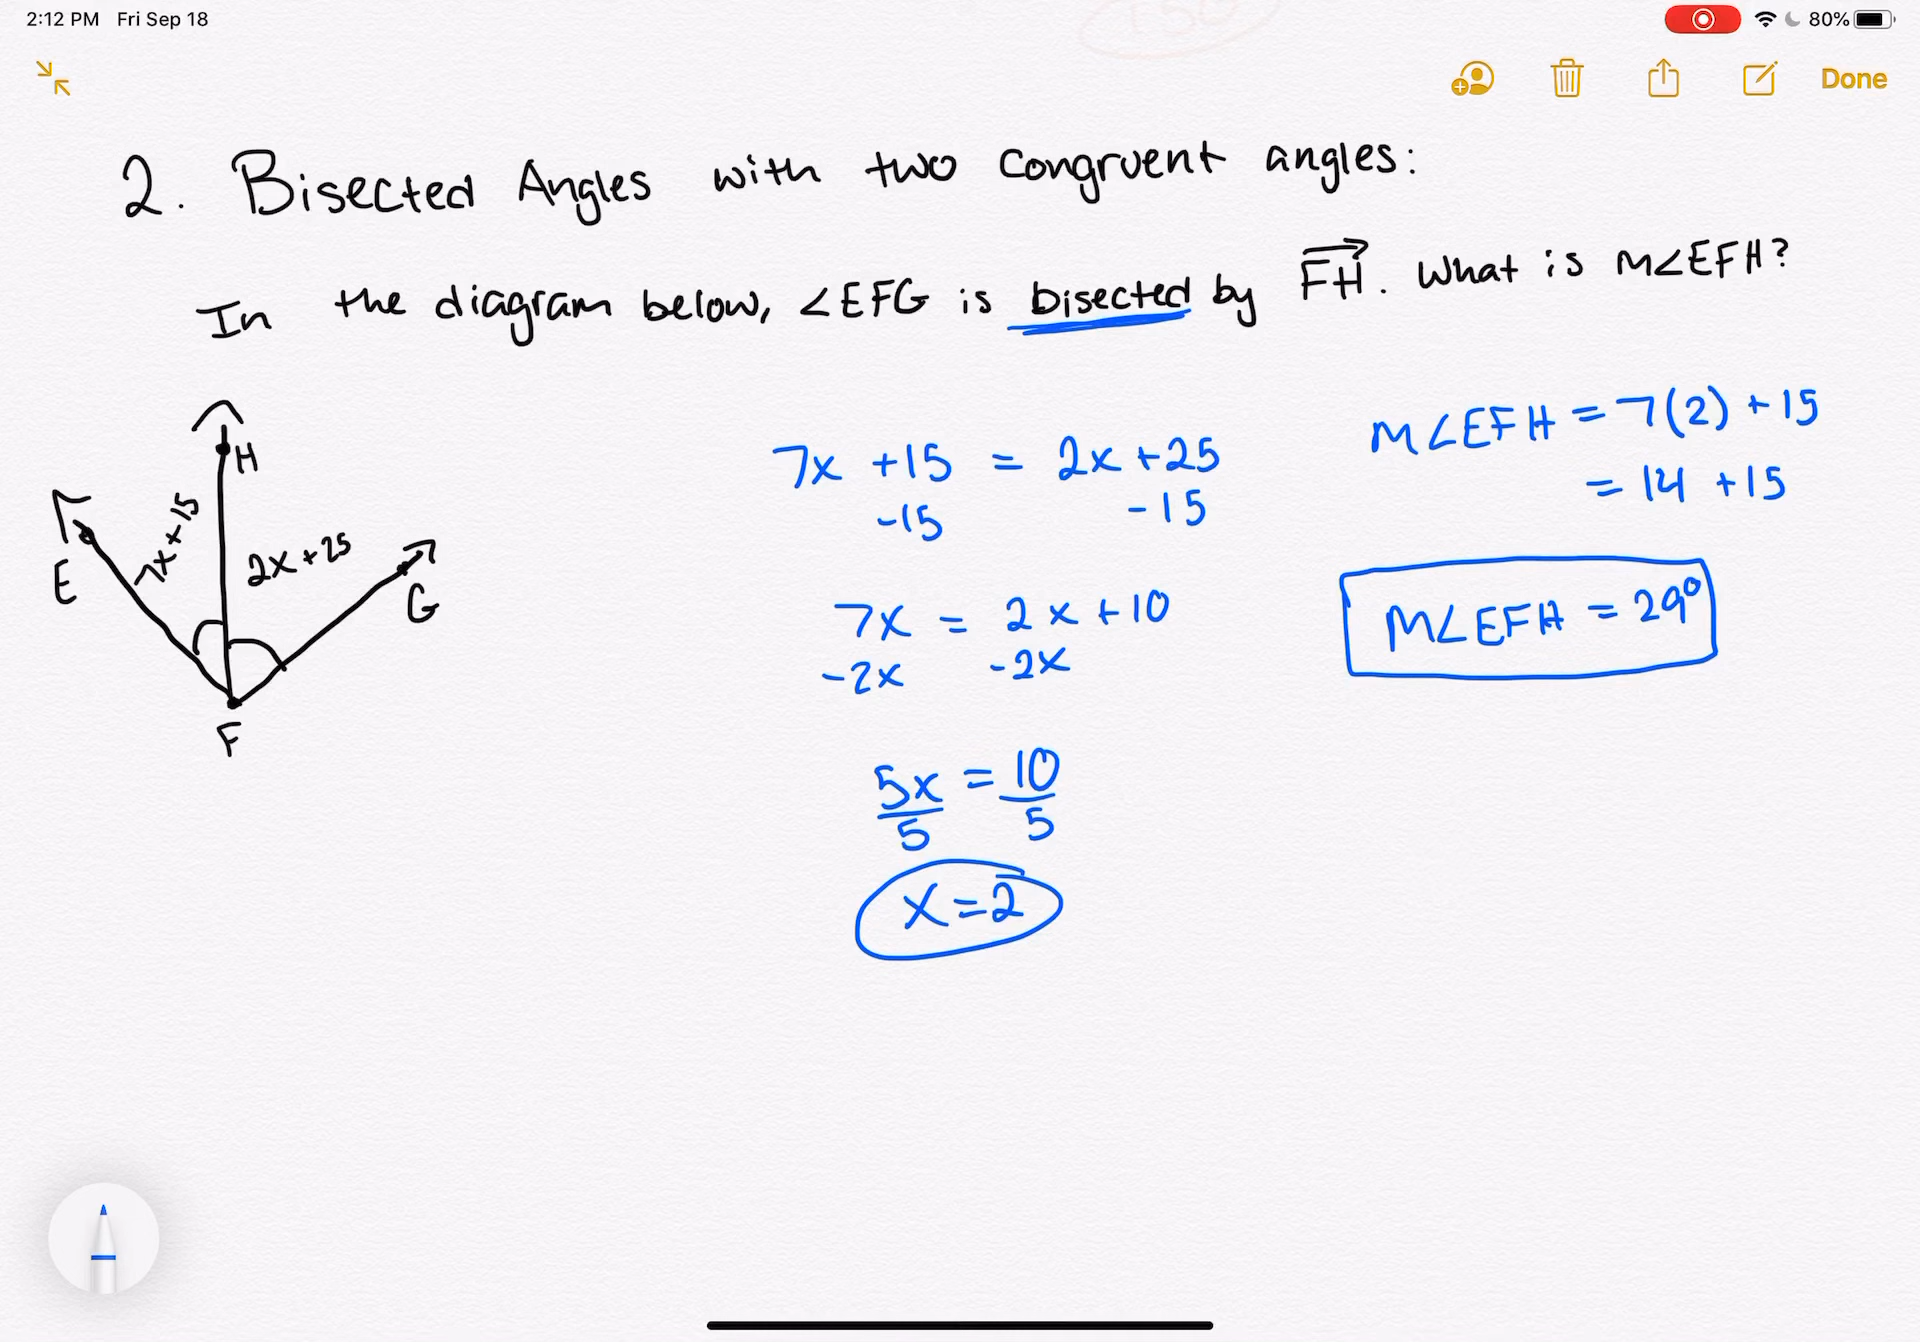 2:12 PM Fri Sep 18
80%
Done
2. Bisected Angles with two congruent angles:
In the diagram below, ∠EFG is bisected by FH. What is m∠EFH?
H
E
7x+15
2x+25
G
F
7x +15 = 2x+25
-15 -15
7x = 2x+10
-2x -2x
5x = 10
5 5
x=2
m∠EFH = 7(2) + 15
= 14 +15
m∠EFH = 29°